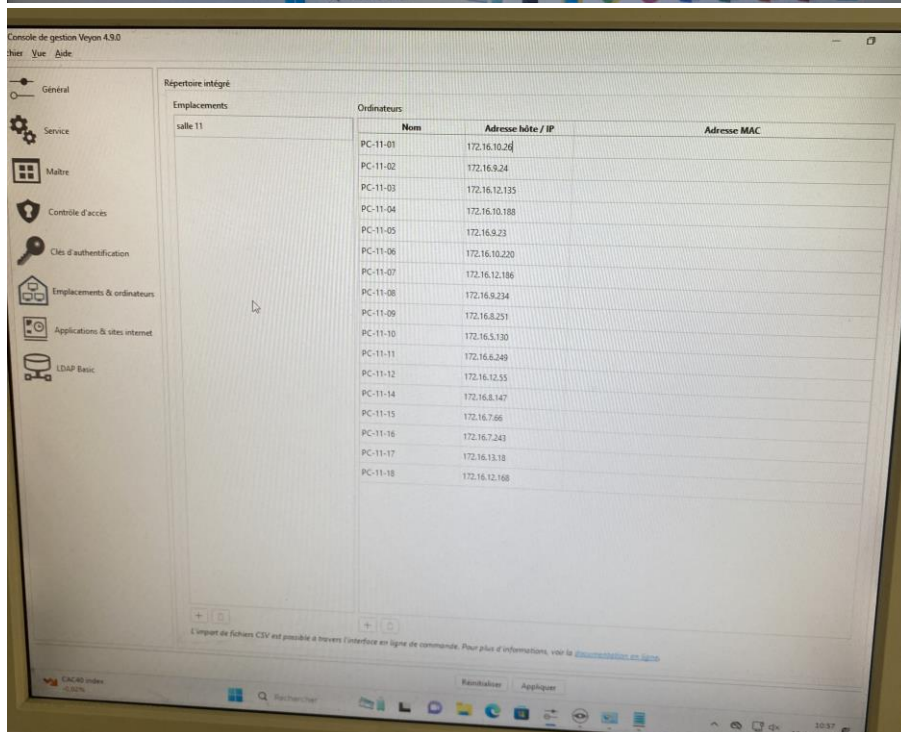 Console de gestion Veyon 4.9.0
hier Vue Aide
Général
Service
Maître
Contrôle d'accès
Clés d'authentification
Emplacements & ordinateurs
Applications & sites internet
LDAP Basic
Répertoire intégré
Emplacements
salle 11
Ordinateurs
Nom Adresse hôte / IP Adresse MAC
PC-11-01 172.16.10.26
PC-11-02 172.16.9.24
PC-11-03 172.16.12.135
PC-11-04 172.16.10.188
PC-11-05 172.16.9.23
PC-11-06 172.16.10.220
PC-11-07 172.16.12.186
PC-11-08 172.16.9.234
PC-11-09 172.16.8.251
PC-11-10 172.16.5.130
PC-11-11 172.16.6.249
PC-11-12 172.16.12.55
PC-11-14 172.16.8.147
PC-11-15 172.16.7.66
PC-11-16 172.16.7.243
PC-11-17 172.16.13.18
PC-11-18 172.16.12.168
L'import de fichiers CSV est possible à travers l'interface en ligne de commande. Pour plus d'informations, voir la documentation en ligne.
Réinitialiser Appliquer
CAC40 index
Rechercher
10:57